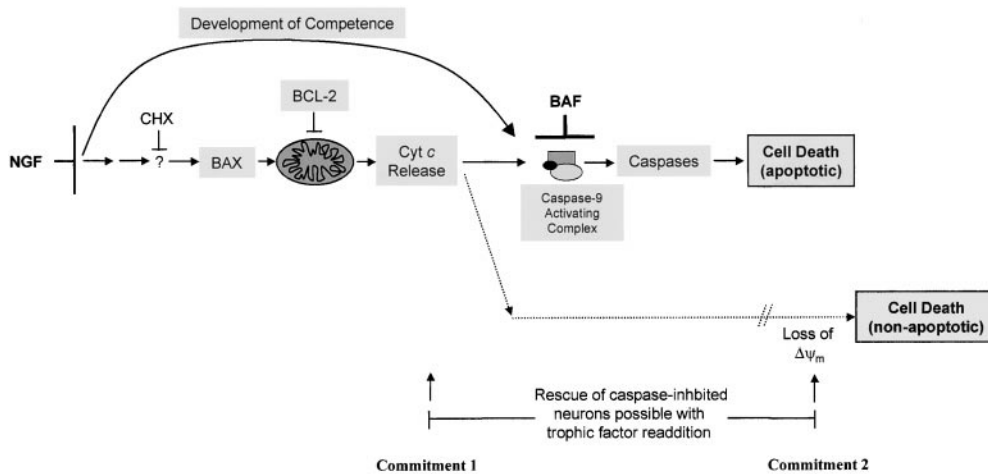 Development of Competence
BCL-2
BAF
CHX
NGF
?
BAX
Cyt c
Release
Caspases
Cell Death
(apoptotic)
Caspase-9
Activating
Complex
Cell Death
(non-apoptotic)
Loss of
Δψm
Rescue of caspase-inhbited
neurons possible with
trophic factor readdition
Commitment 1
Commitment 2